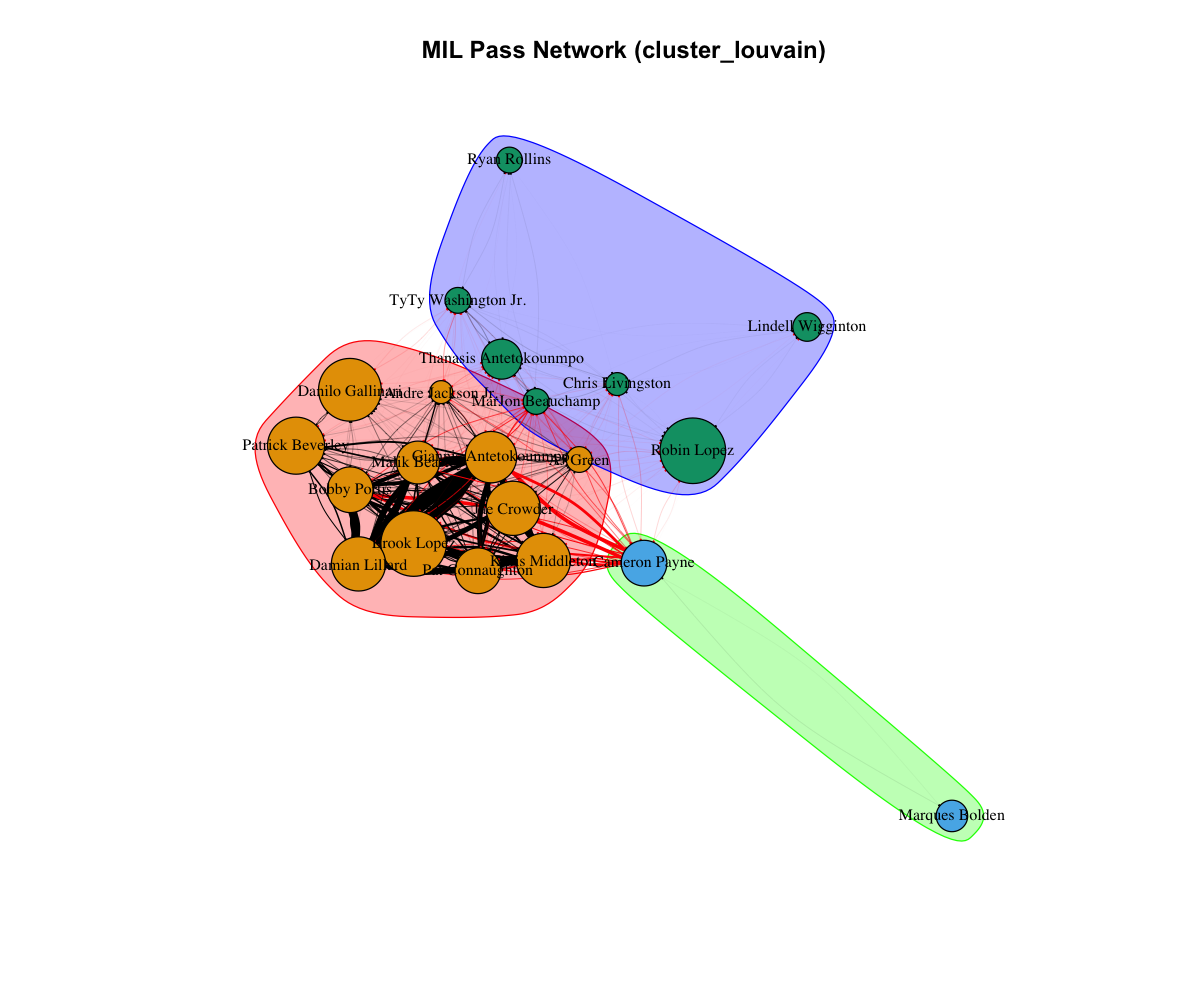 MIL Pass Network (cluster_louvain)
Ryan Rollins
TyTy Washington Jr.
Lindell Wigginton
Thanasis Antetokounmpo
Chris Livingston
Danilo Gallinari
Andre Jackson Jr.
MarJon Beauchamp
Patrick Beverley
Robin Lopez
Giannis Antetokounmpo
AJ Green
Malik Bea
Bobby Portis
Jae Crowder
Brook Lopez
Damian Lillard
Pat Connaughton
Khris Middleton
Cameron Payne
Marques Bolden